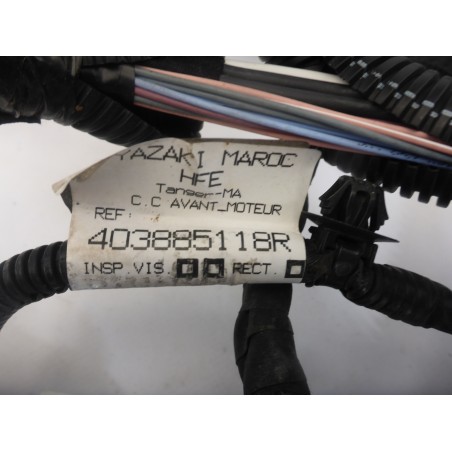 YAZAKI MAROC
HFE
Tanger-MA
C.C AVANT_MOTEUR
REF:
403885118R
INSP.VIS. RECT.